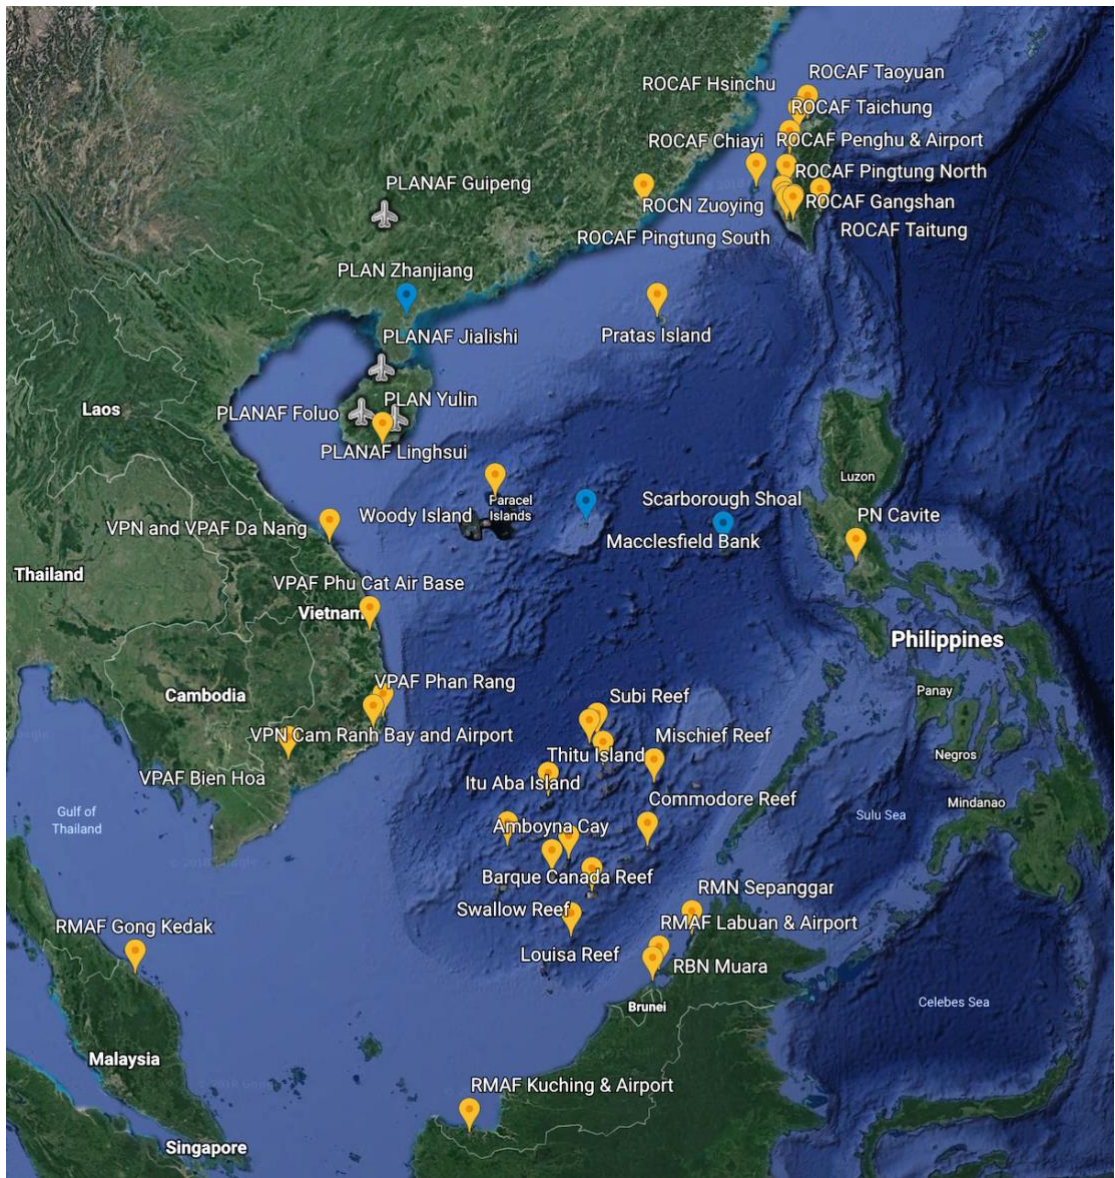 ROCAF Taoyuan
ROCAF Hsinchu
ROCAF Taichung
ROCAF Chiayi
ROCAF Penghu & Airport
ROCAF Pingtung North
PLANAF Guipeng
ROCN Zuoying
ROCAF Gangshan
ROCAF Taitung
ROCAF Pingtung South
PLAN Zhanjiang
Pratas Island
PLANAF Jialishi
PLAN Yulin
Laos
PLANAF Foluo
PLANAF Linghsui
Luzon
Paracel
Islands
Scarborough Shoal
Woody Island
PN Cavite
VPN and VPAF Da Nang
Macclesfield Bank
Thailand
VPAF Phu Cat Air Base
Vietnam
Philippines
VPAF Phan Rang
Cambodia
Subi Reef
Panay
VPN Cam Ranh Bay and Airport
Mischief Reef
Thitu Island
Negros
VPAF Bien Hoa
Itu Aba Island
Commodore Reef
Mindanao
Gulf of
Thailand
Sulu Sea
Amboyna Cay
Barque Canada Reef
RMN Sepanggar
Swallow Reef
RMAF Labuan & Airport
RMAF Gong Kedak
Louisa Reef
RBN Muara
Brunei
Celebes Sea
Malaysia
RMAF Kuching & Airport
Singapore